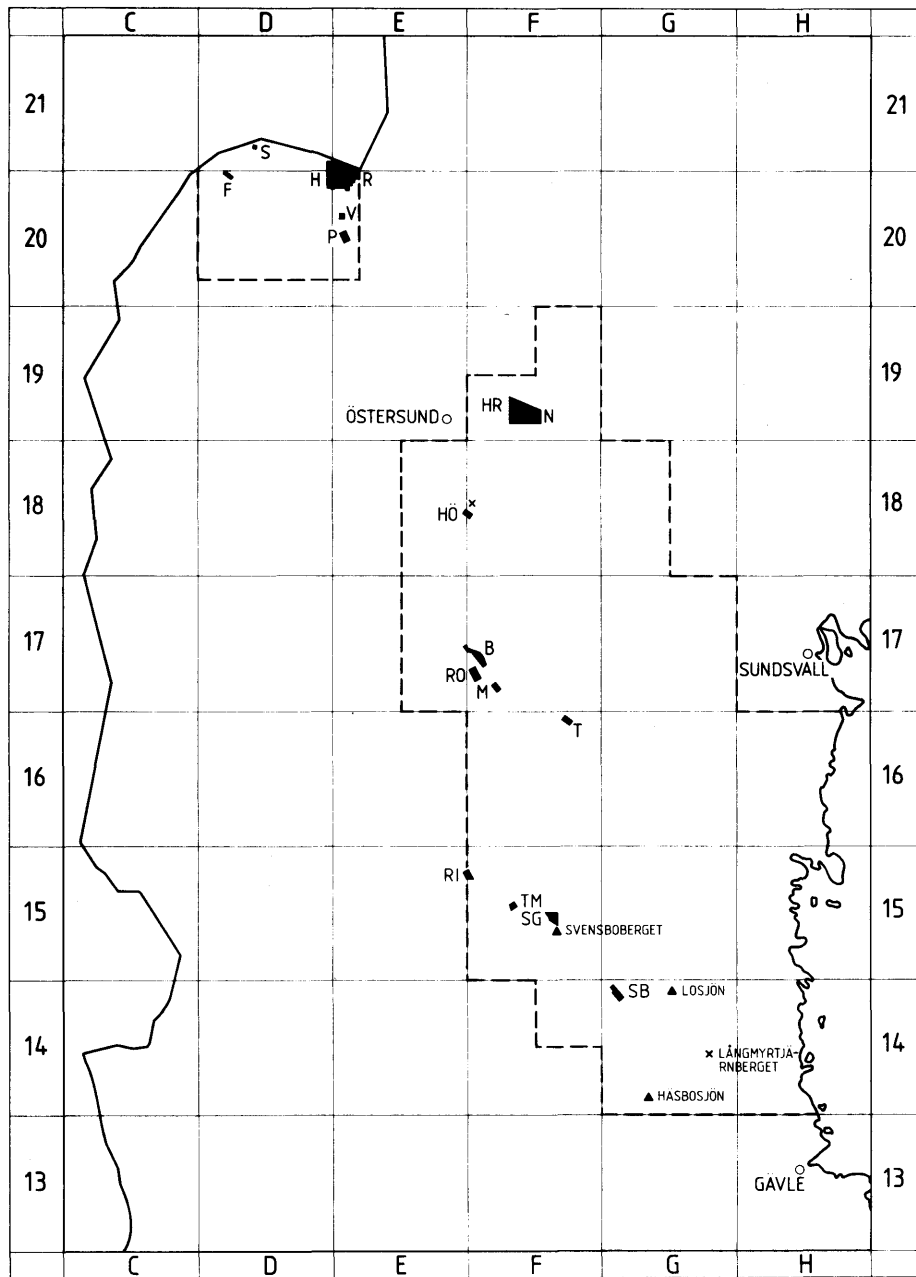 C D E F G H
21 21
S
H R
F
V
20 P 20
19 19
HR
ÖSTERSUND N
18 18
HÖ
17 B 17
RO SUNDSVALL
M
T
16 16
RI
15 TM 15
SG
SVENSBOBERGET
SB LOSJÖN
14 LÅNGMYRTJÄ- 14
RNBERGET
HÄSBOSJÖN
13 GÄVLE 13
C D E F G H